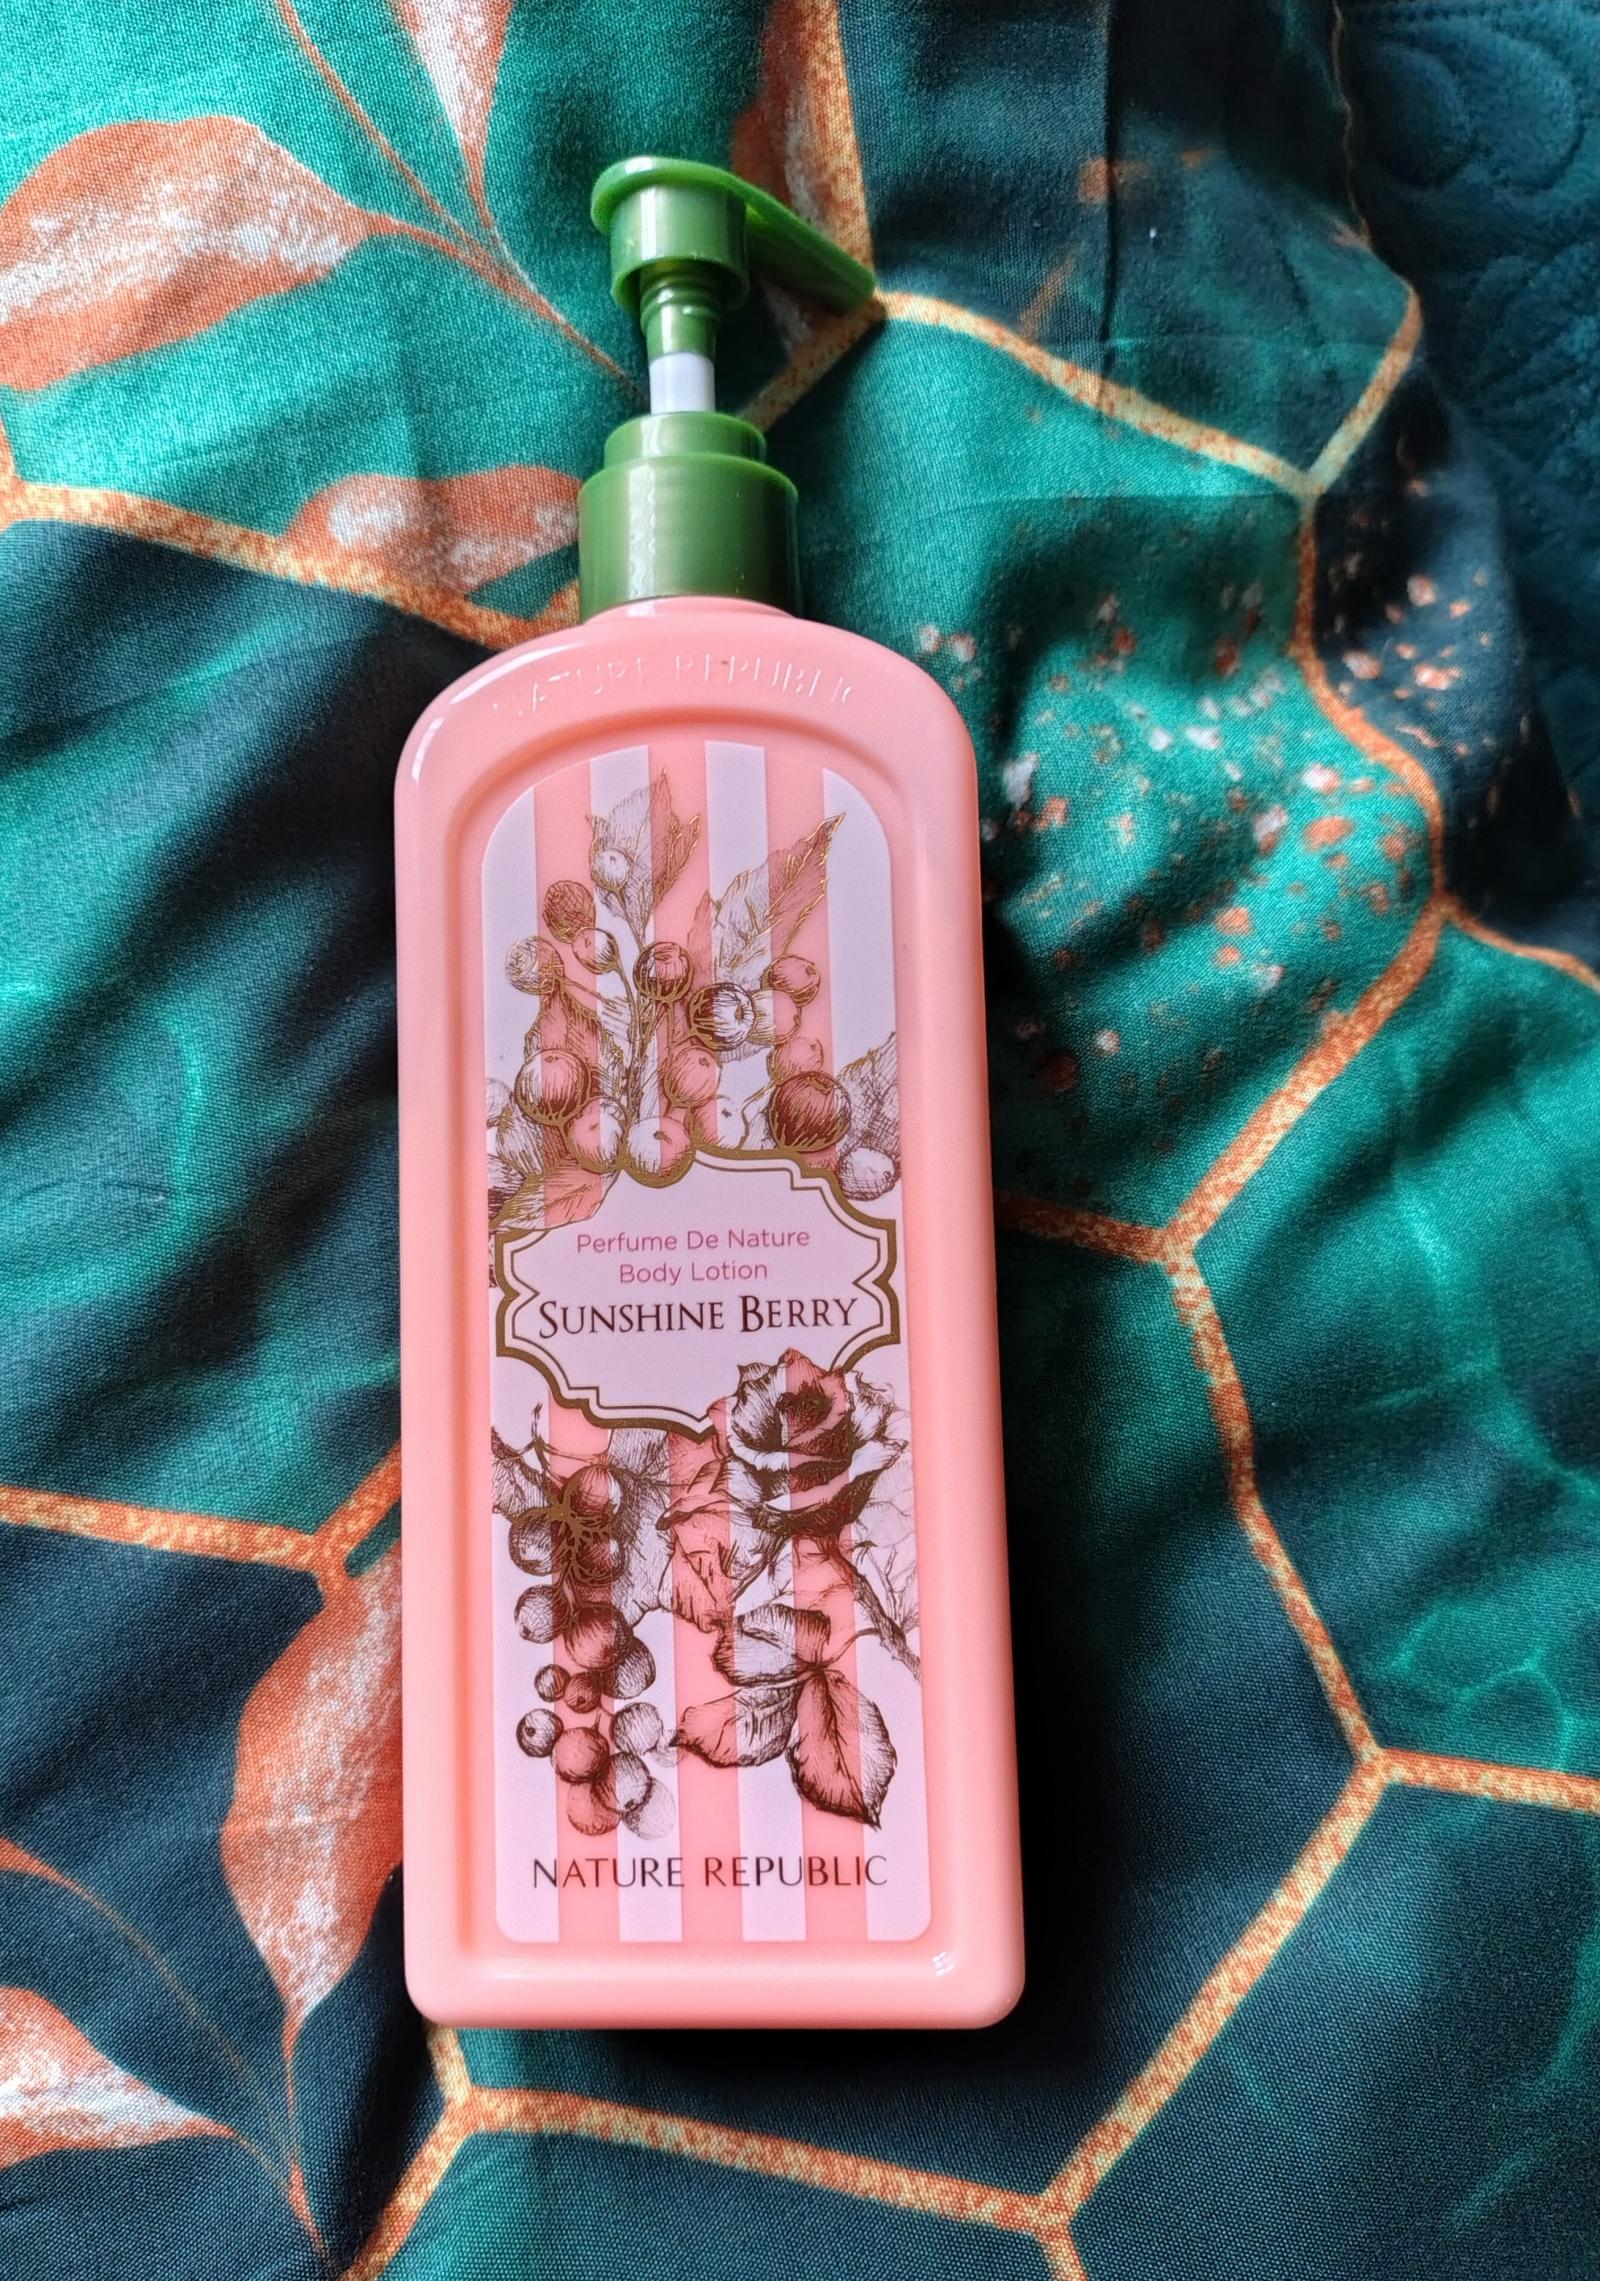 NATURE REPUBLIC
Perfume De Nature
Body Lotion
SUNSHINE BERRY
NATURE REPUBLIC